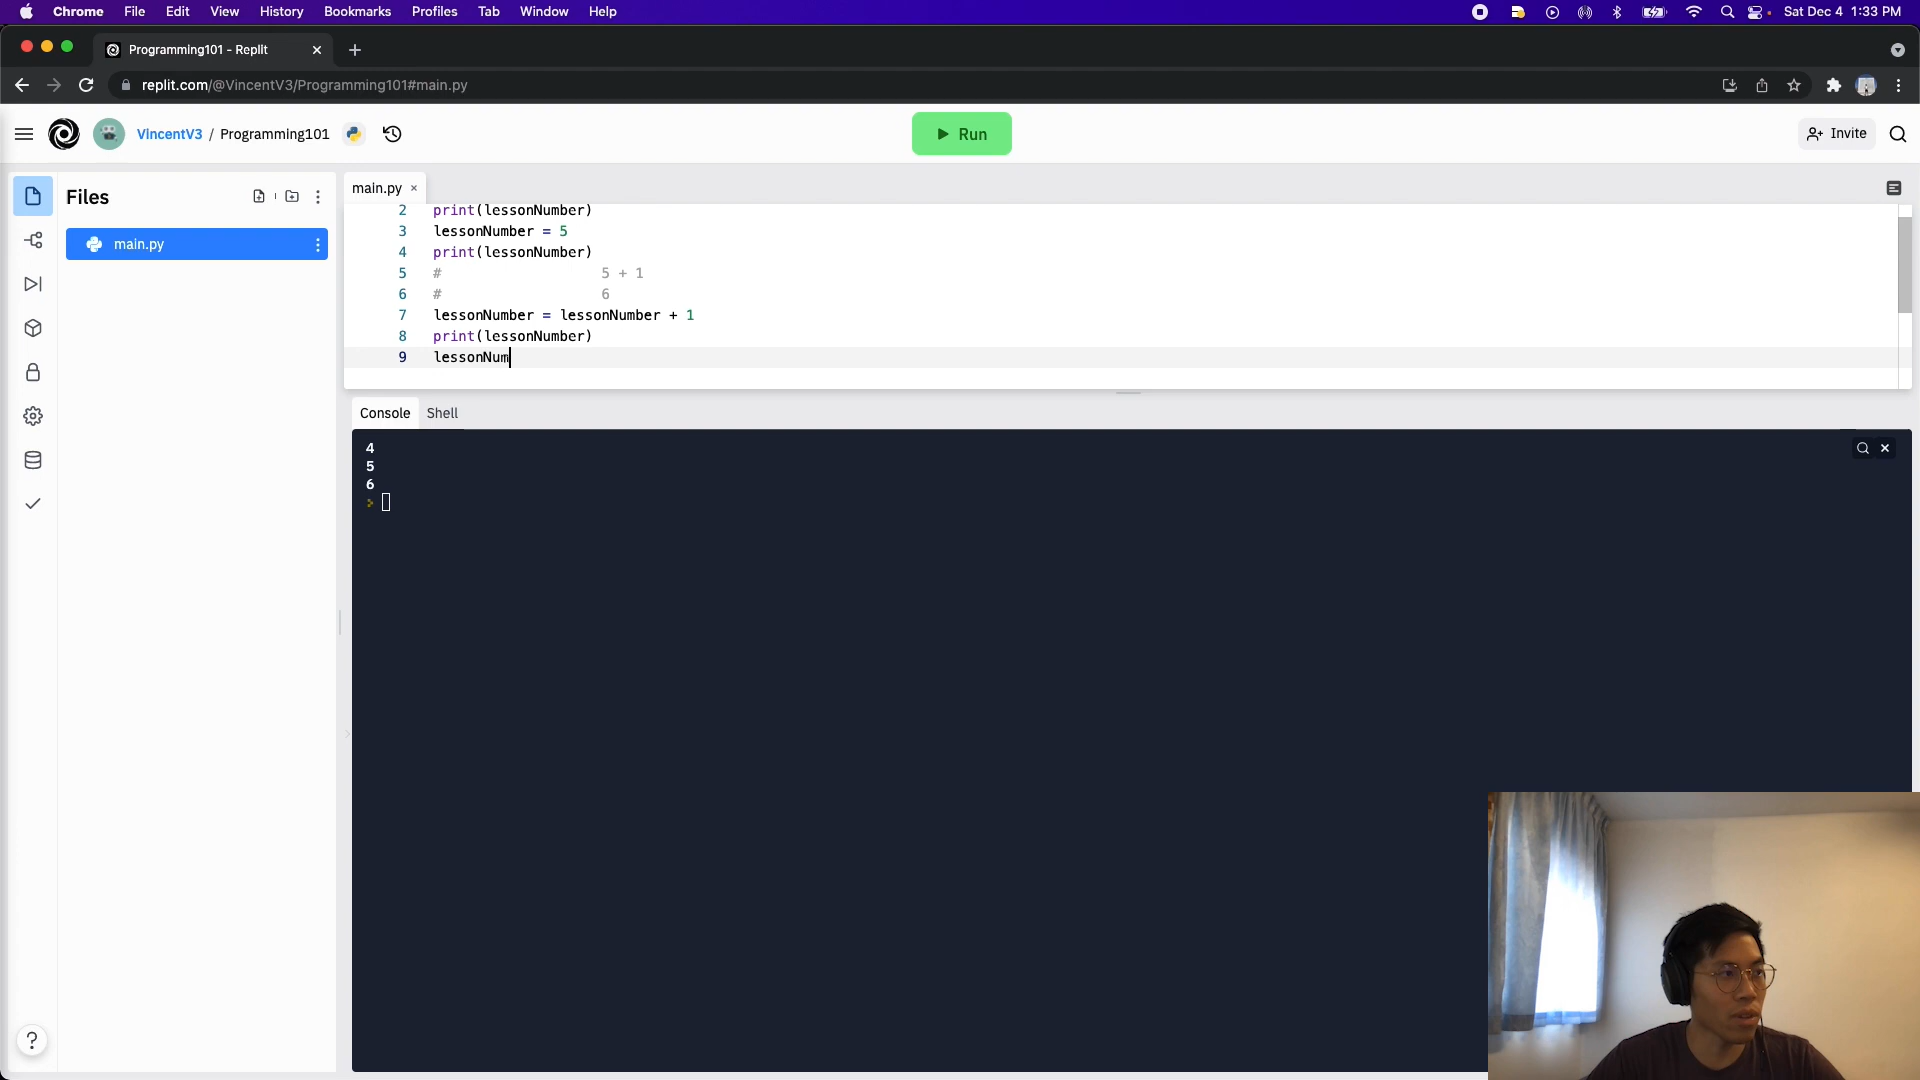 Chrome File Edit View History Bookmarks Profiles Tab Window Help Sat Dec 4 1:33 PM
Programming101 - Replit
replit.com/@VincentV3/Programming101#main.py
VincentV3 / Programming101 Run Invite
Files
main.py
main.py
2 print(lessonNumber)
3 lessonNumber = 5
4 print(lessonNumber)
5 # 5 + 1
6 # 6
7 lessonNumber = lessonNumber + 1
8 print(lessonNumber)
9 lessonNum
Console Shell
4
5
6
?